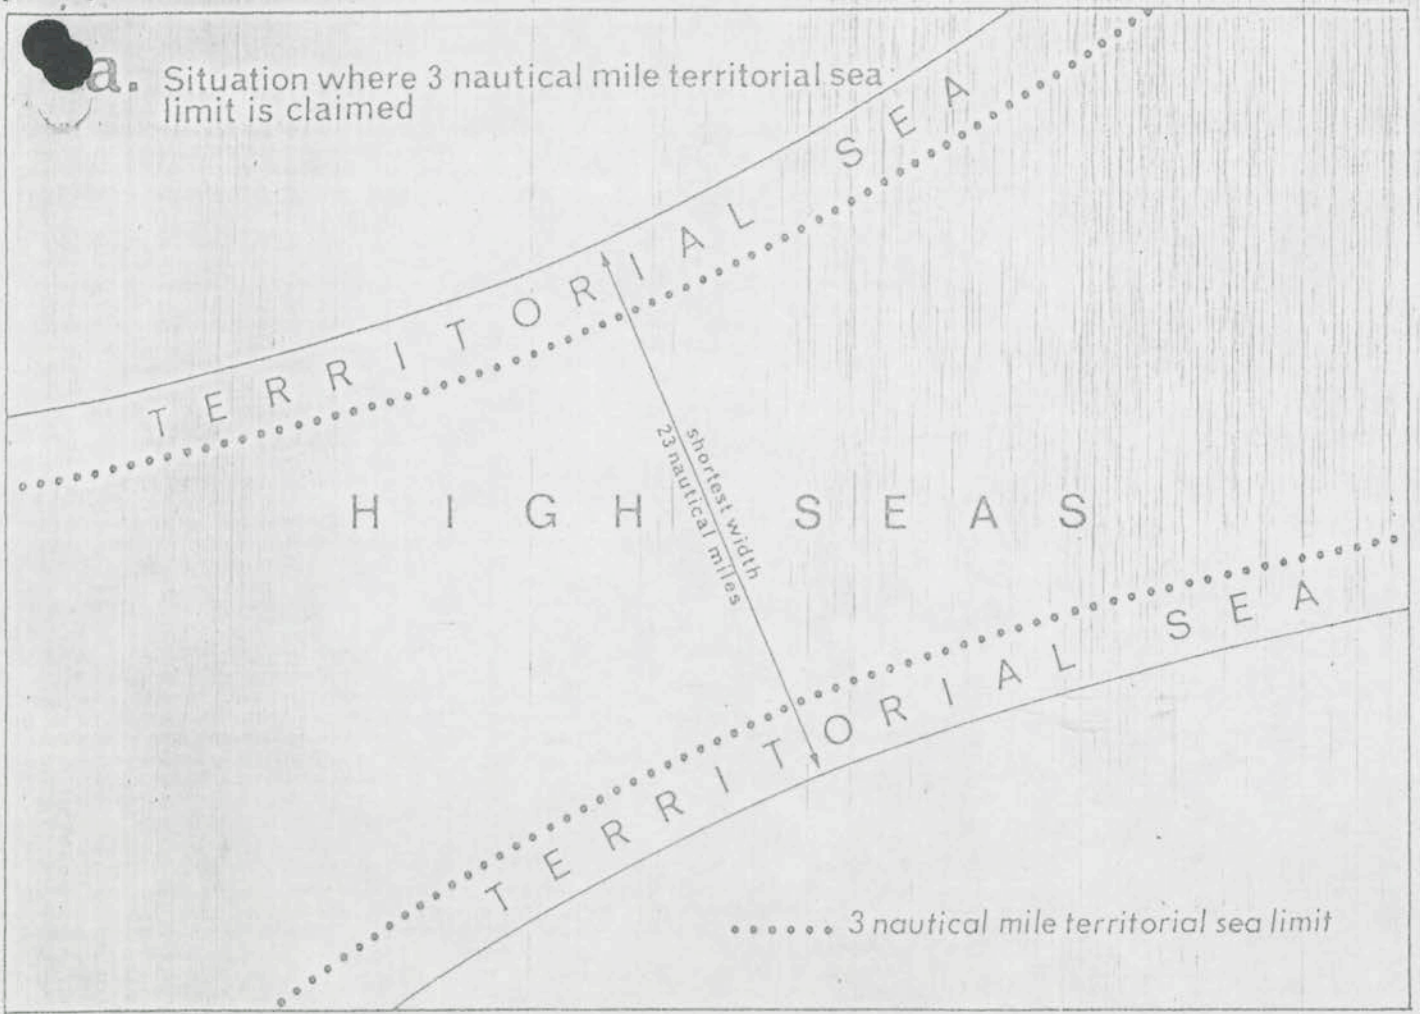 a. Situation where 3 nautical mile territorial sea
limit is claimed
TERRITORIAL SEA
shortest width
23 nautical miles
HIGH SEAS
TERRITORIAL SEA
3 nautical mile territorial sea limit